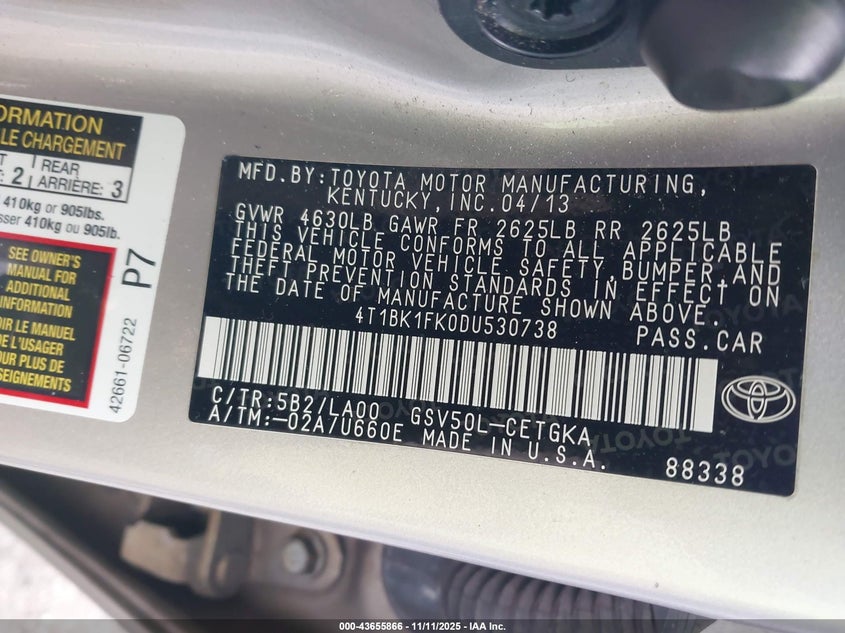 ORMATION
LE CHARGEMENT
2
REAR
ARRIÈRE: 3
410kg or 905lbs.
sser 410kg ou 905lb.
SEE OWNER'S
MANUAL FOR
ADDITIONAL
INFORMATION
OIR LE MANUEL
DE L'USAGER
POUR PLUS DE
SEIGNEMENTS
P7
42661-06722
MFD.BY:TOYOTA MOTOR MANUFACTURING,
KENTUCKY,INC.04/13
GVWR 4630LB GAWR FR 2625LB RR 2625LB
THIS VEHICLE CONFORMS TO ALL APPLICABLE
FEDERAL MOTOR VEHICLE SAFETY,BUMPER,AND
THEFT PREVENTION STANDARDS IN EFFECT ON
THE DATE OF MANUFACTURE SHOWN ABOVE.
4T1BK1FK0DU530738 PASS.CAR
C/TR:5B2/LA00 GSV50L-CETGKA
A/TM:-02A/U660E MADE IN U.S.A.
88338
TOYOTA
000-43655866 - 11/11/2025 - IAA Inc.